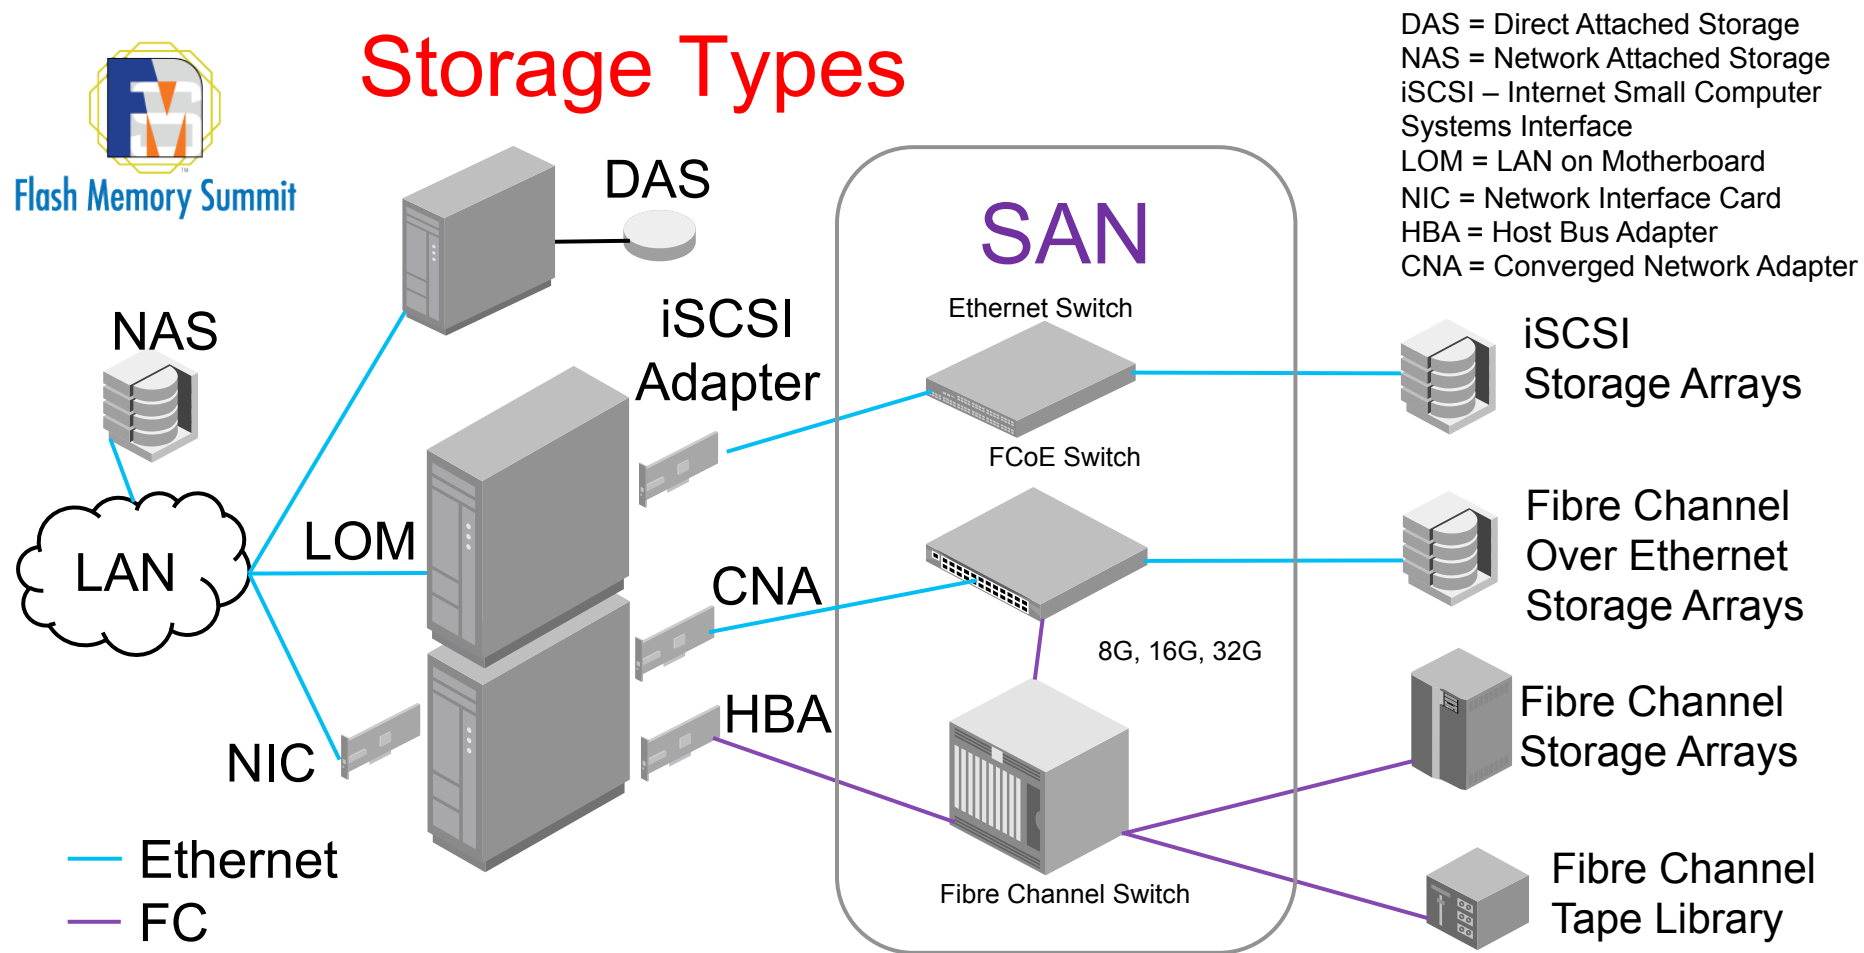 Storage Types
FMS
TM
Flash Memory Summit
DAS = Direct Attached Storage
NAS = Network Attached Storage
iSCSI – Internet Small Computer
Systems Interface
LOM = LAN on Motherboard
NIC = Network Interface Card
HBA = Host Bus Adapter
CNA = Converged Network Adapter
DAS
SAN
NAS
iSCSI
Adapter
Ethernet Switch
iSCSI
Storage Arrays
FCoE Switch
LAN
LOM
CNA
Fibre Channel
Over Ethernet
Storage Arrays
8G, 16G, 32G
NIC
HBA
Fibre Channel
Storage Arrays
Ethernet
FC
Fibre Channel Switch
Fibre Channel
Tape Library